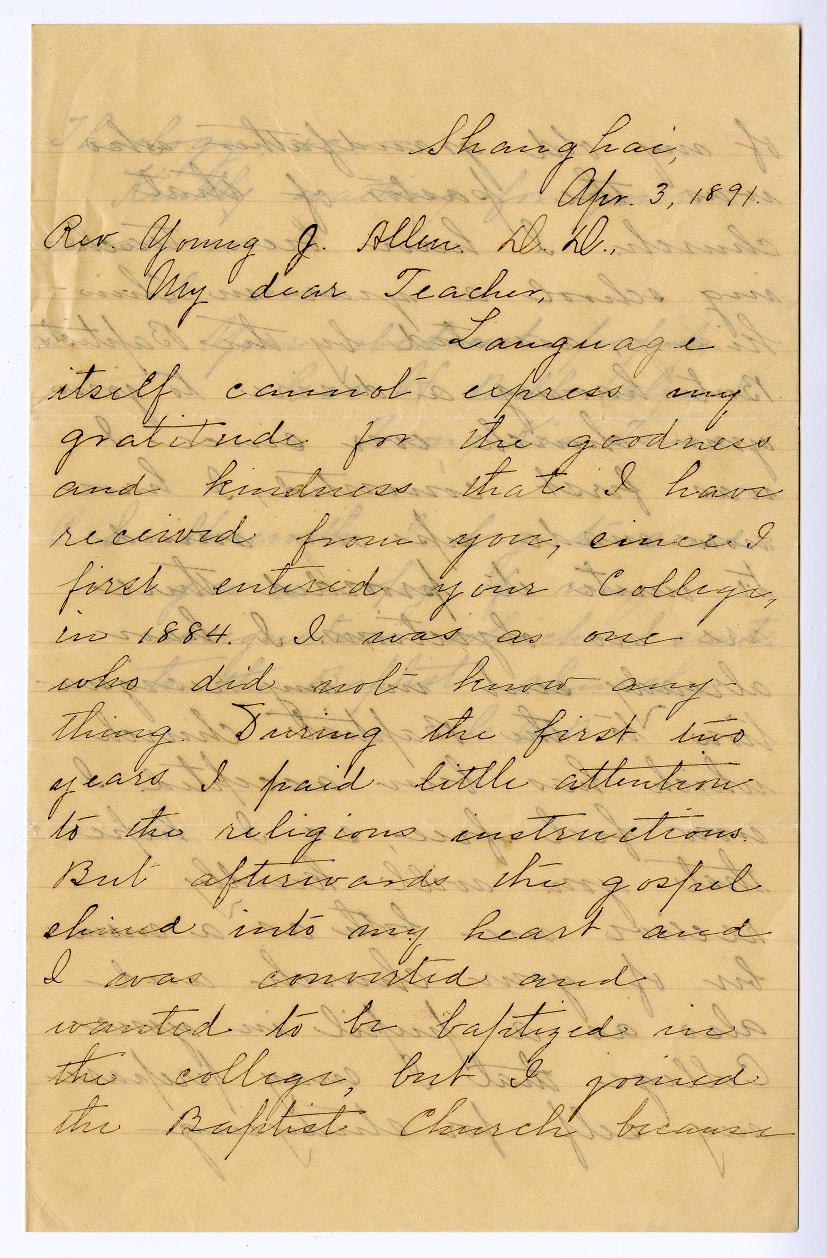 Shanghai,
Apr. 3, 1891.
Rev. Young J. Allen. D. D.,
My dear Teacher,
Language
itself cannot express my
gratitude for the goodness
and kindness that I have
received from you, since I
first entered your College,
in 1884. I was as one
who did not know any-
thing. During the first two
years I paid little attention
to the religious instructions.
But afterwards the gospel
shined into my heart and
I was converted and
wanted to be baptized in
the college, but I joined
the Baptist Church because